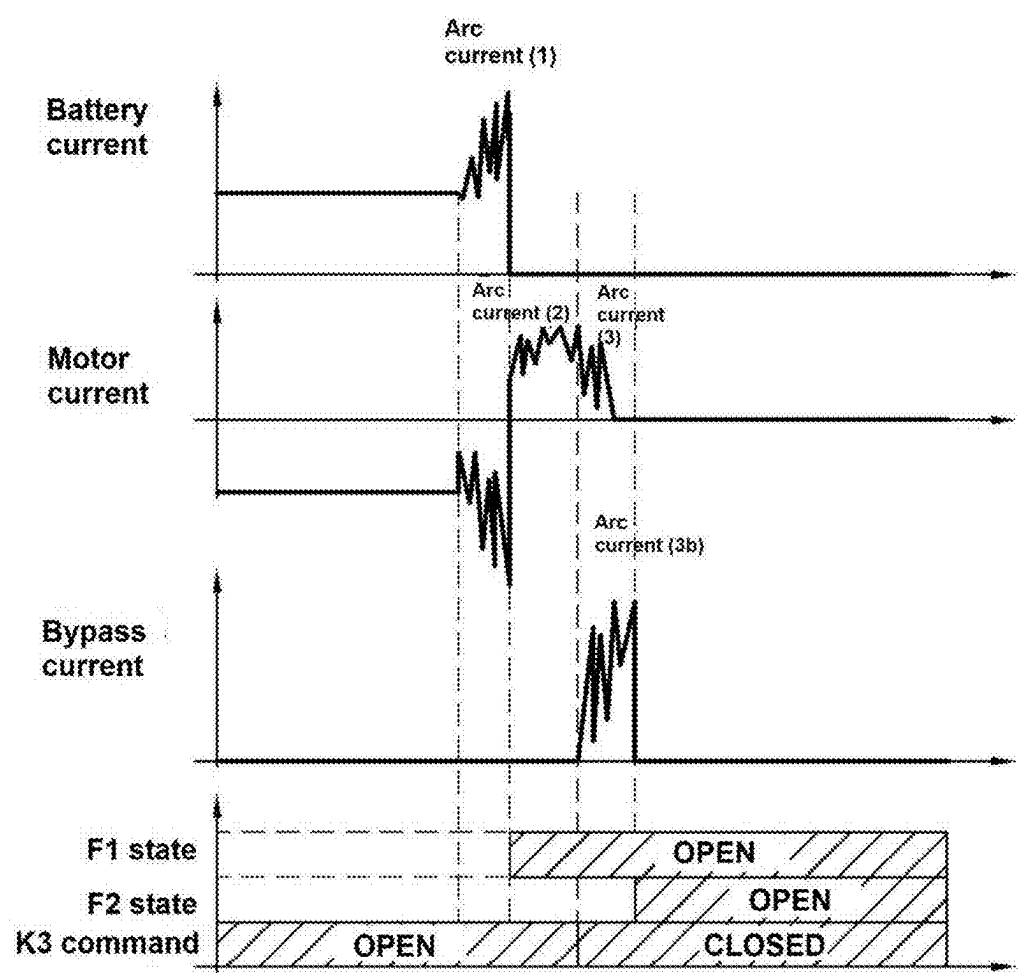 Arc
current (1)
Battery
current
Arc
current (2)
Arc
current
(3)
Motor
current
Arc
current (3b)
Bypass
current
F1 state
OPEN
F2 state
OPEN
K3 command
OPEN
CLOSED